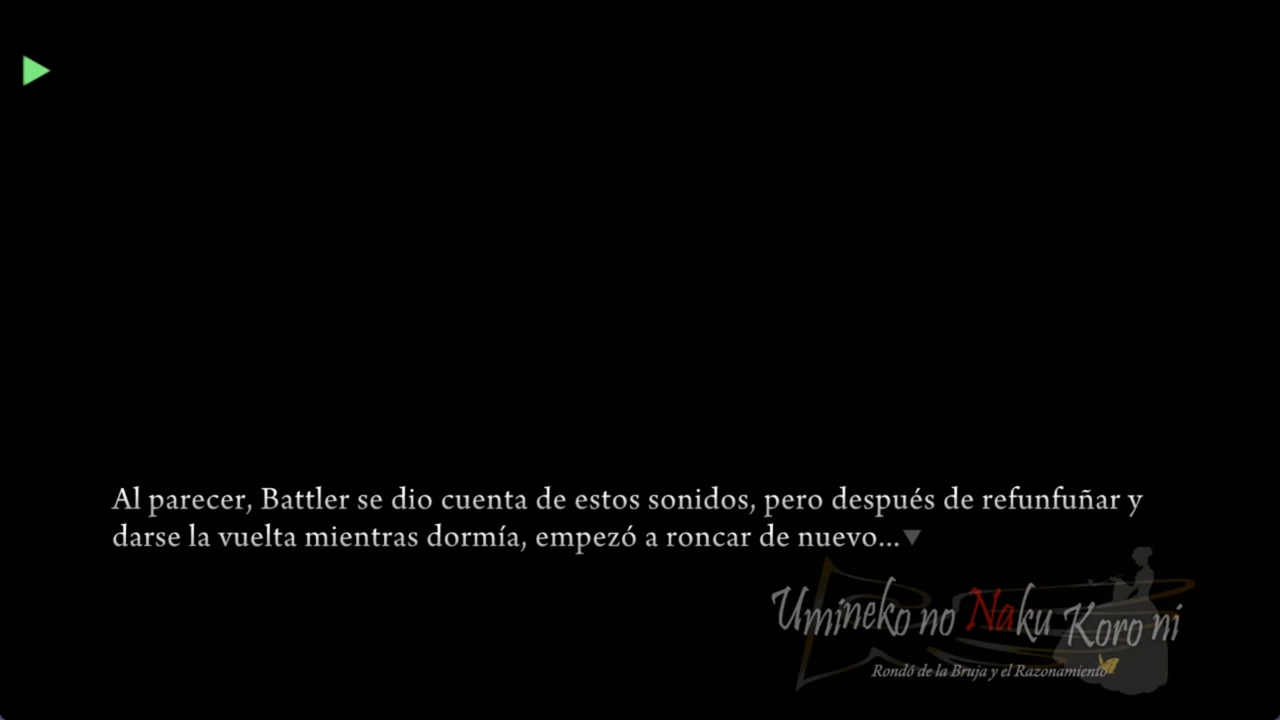 Al parecer, Battler se dio cuenta de estos sonidos, pero después de refunfuñar y
darse la vuelta mientras dormía, empezó a roncar de nuevo...
Umineko no Naku Koro ni
Rondó de la Bruja y el Razonamiento